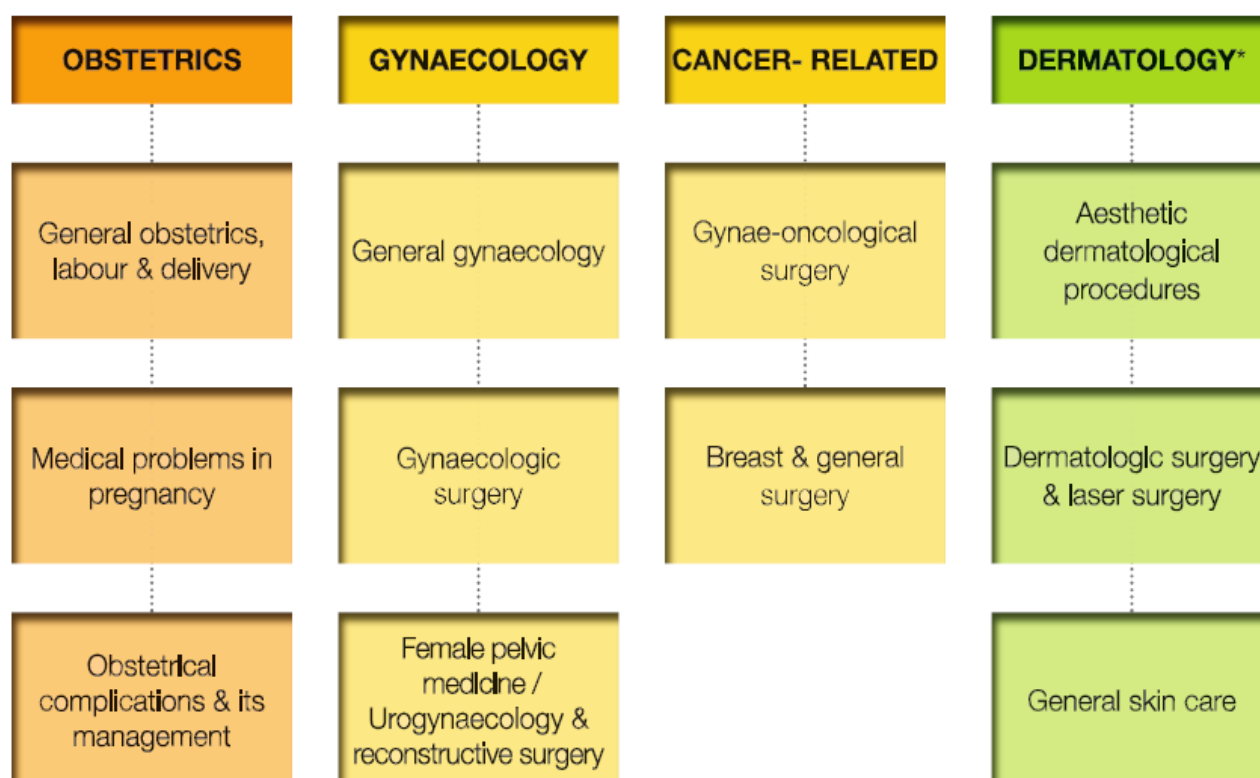 OBSTETRICS
General obstetrics,
labour & delivery
Medical problems in
pregnancy
Obstetrical
complications & its
management
GYNAECOLOGY
General gynaecology
Gynaecologic
surgery
Female pelvic
medicine /
Urogynaecology &
reconstructive surgery
CANCER- RELATED
Gynae-oncological
surgery
Breast & general
surgery
DERMATOLOGY*
Aesthetic
dermatological
procedures
Dermatologic surgery
& laser surgery
General skin care